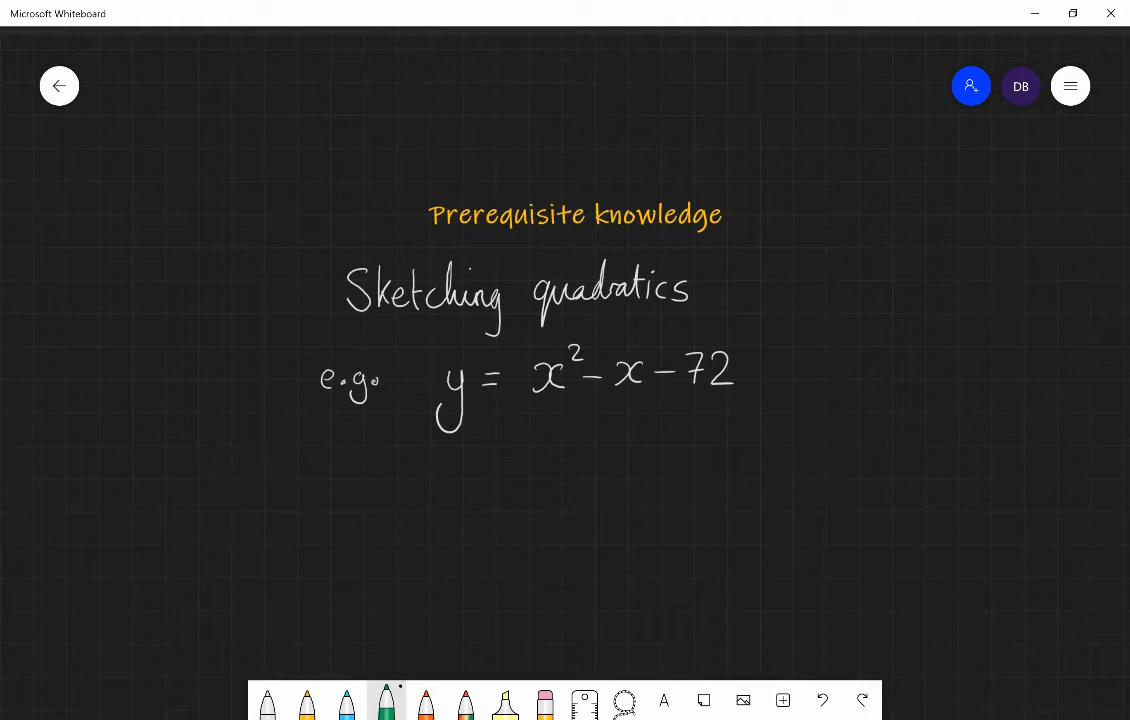 Microsoft Whiteboard
DB
Prerequisite knowledge
Sketching quadratics
e.g. y = x² - x - 72
A